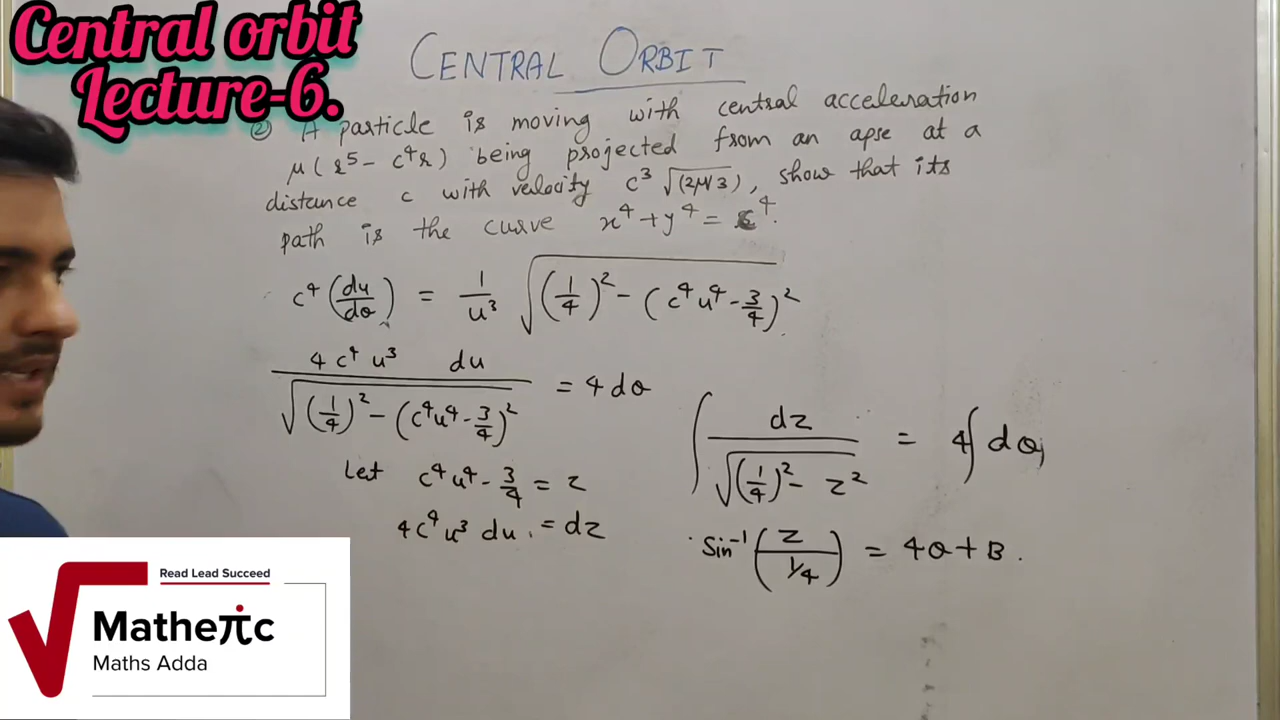 Central orbit
Lecture-6.
CENTRAL ORBIT
② A particle is moving with central acceleration
μ(r⁵ - c⁴r) being projected from an apse at a
distance c with velocity c³ √(2μ/3), show that its
path is the curve x⁴ + y⁴ = c⁴.
c⁴ (du/dθ) = 1/u³ √((1/4)² - (c⁴u⁴ - 3/4)²)
4c⁴u³ du / √((1/4)² - (c⁴u⁴ - 3/4)²) = 4dθ
Let c⁴u⁴ - 3/4 = z
4c⁴u³ du = dz
∫ dz / √((1/4)² - z²) = 4∫dθ
Sin⁻¹ (z / 1/4) = 4θ + B.
Read Lead Succeed
Matheπc
Maths Adda